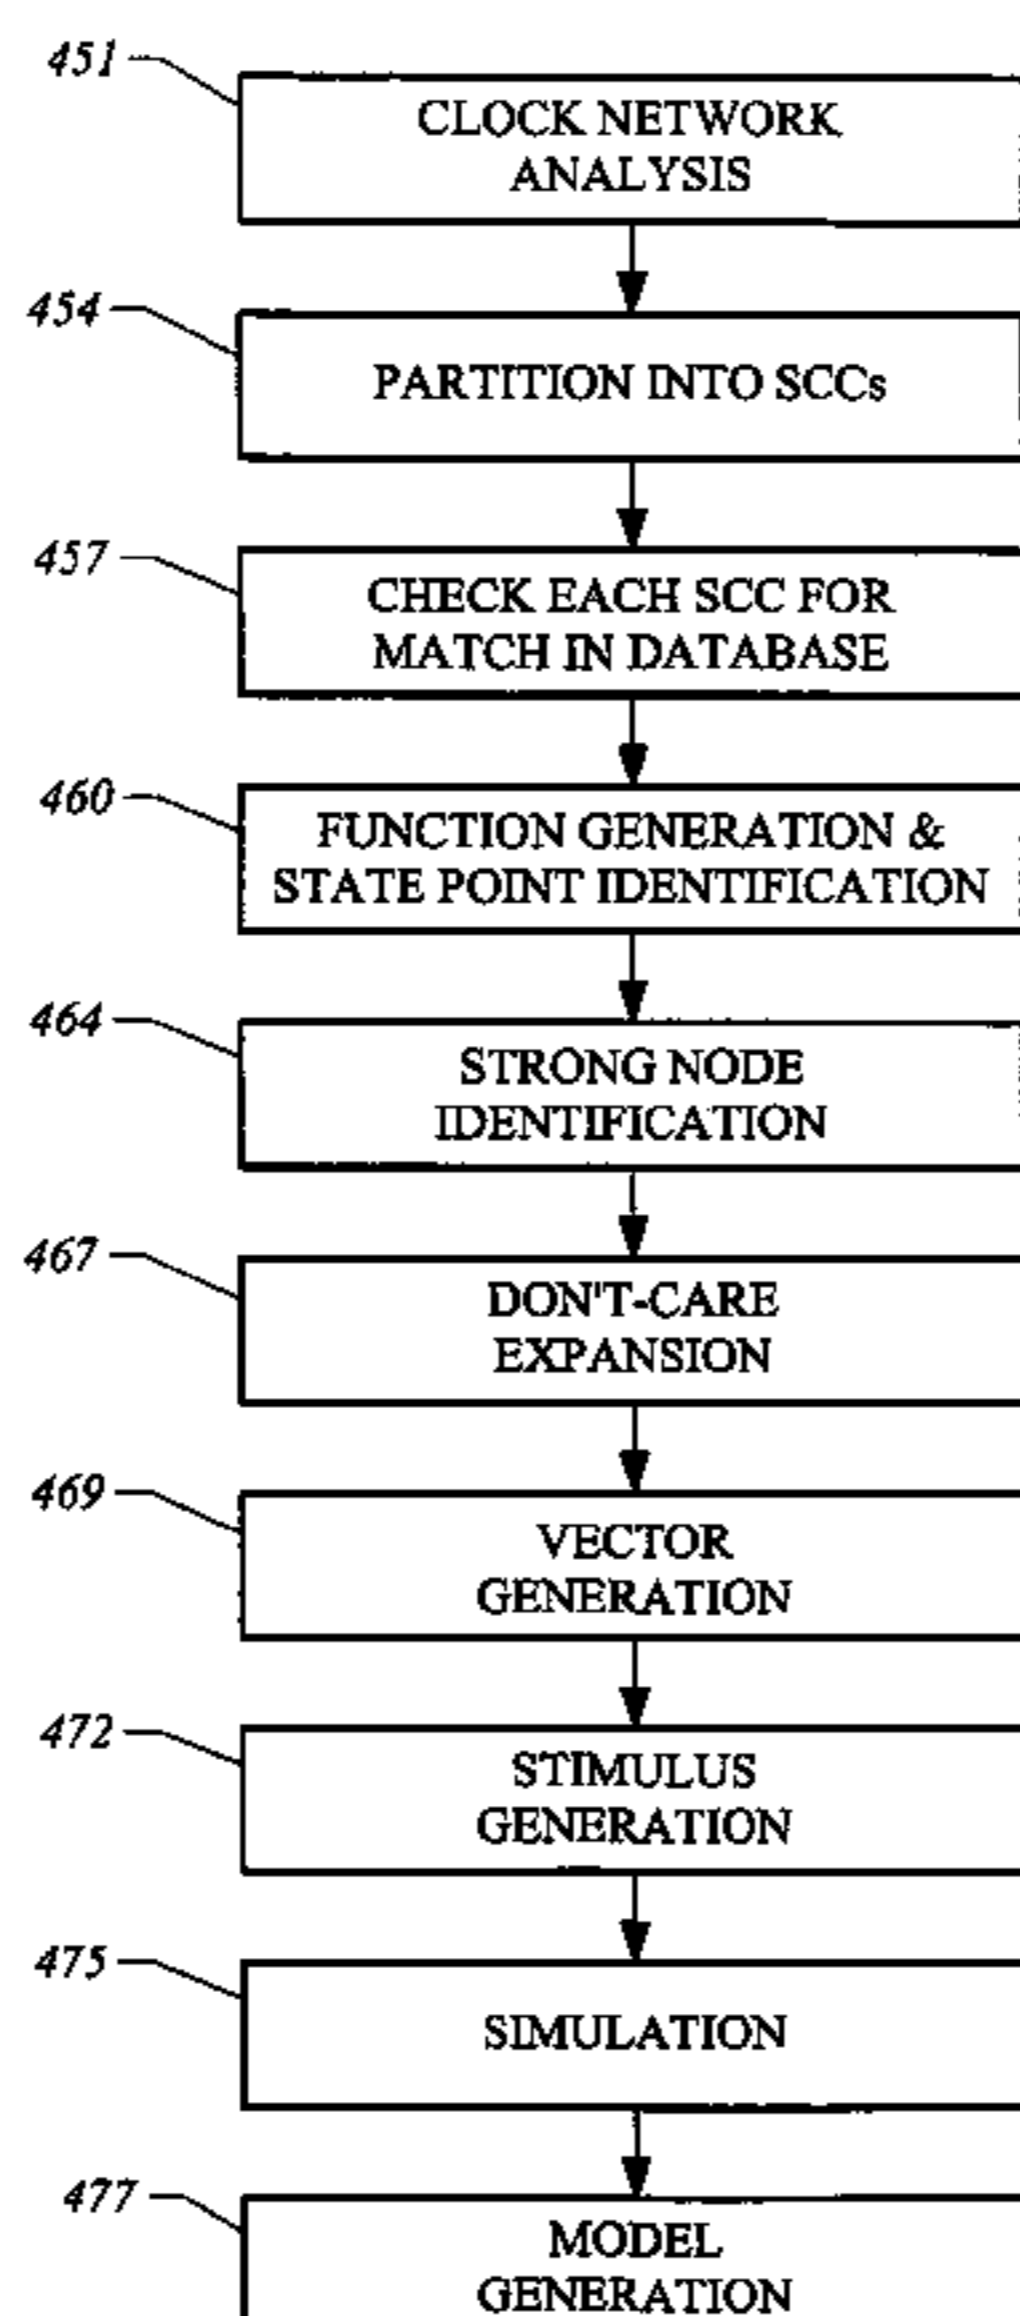 451
CLOCK NETWORK
ANALYSIS
454
PARTITION INTO SCCs
457
CHECK EACH SCC FOR
MATCH IN DATABASE
460
FUNCTION GENERATION &
STATE POINT IDENTIFICATION
464
STRONG NODE
IDENTIFICATION
467
DON'T-CARE
EXPANSION
469
VECTOR
GENERATION
472
STIMULUS
GENERATION
475
SIMULATION
477
MODEL
GENERATION